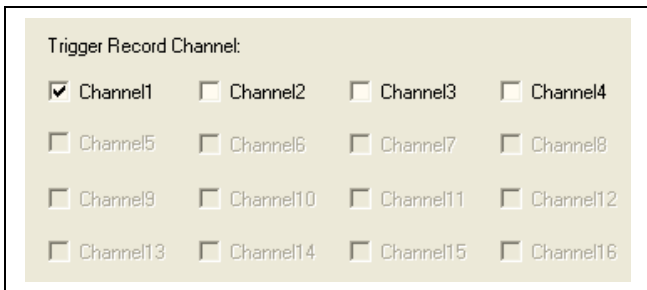 Trigger Record Channel:
Channel1 Channel2 Channel3 Channel4
Channel5 Channel6 Channel7 Channel8
Channel9 Channel10 Channel11 Channel12
Channel13 Channel14 Channel15 Channel16